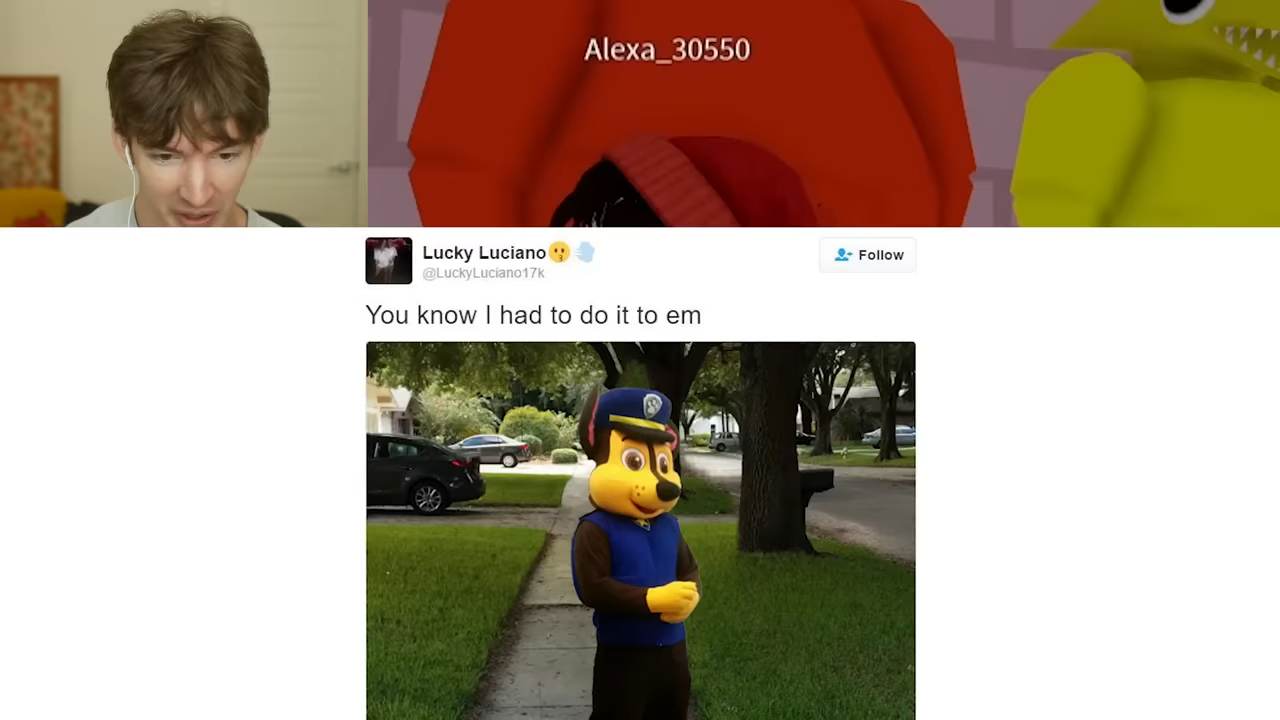 Alexa_30550
Lucky Luciano😗💨
@LuckyLuciano17k
Follow
You know I had to do it to em